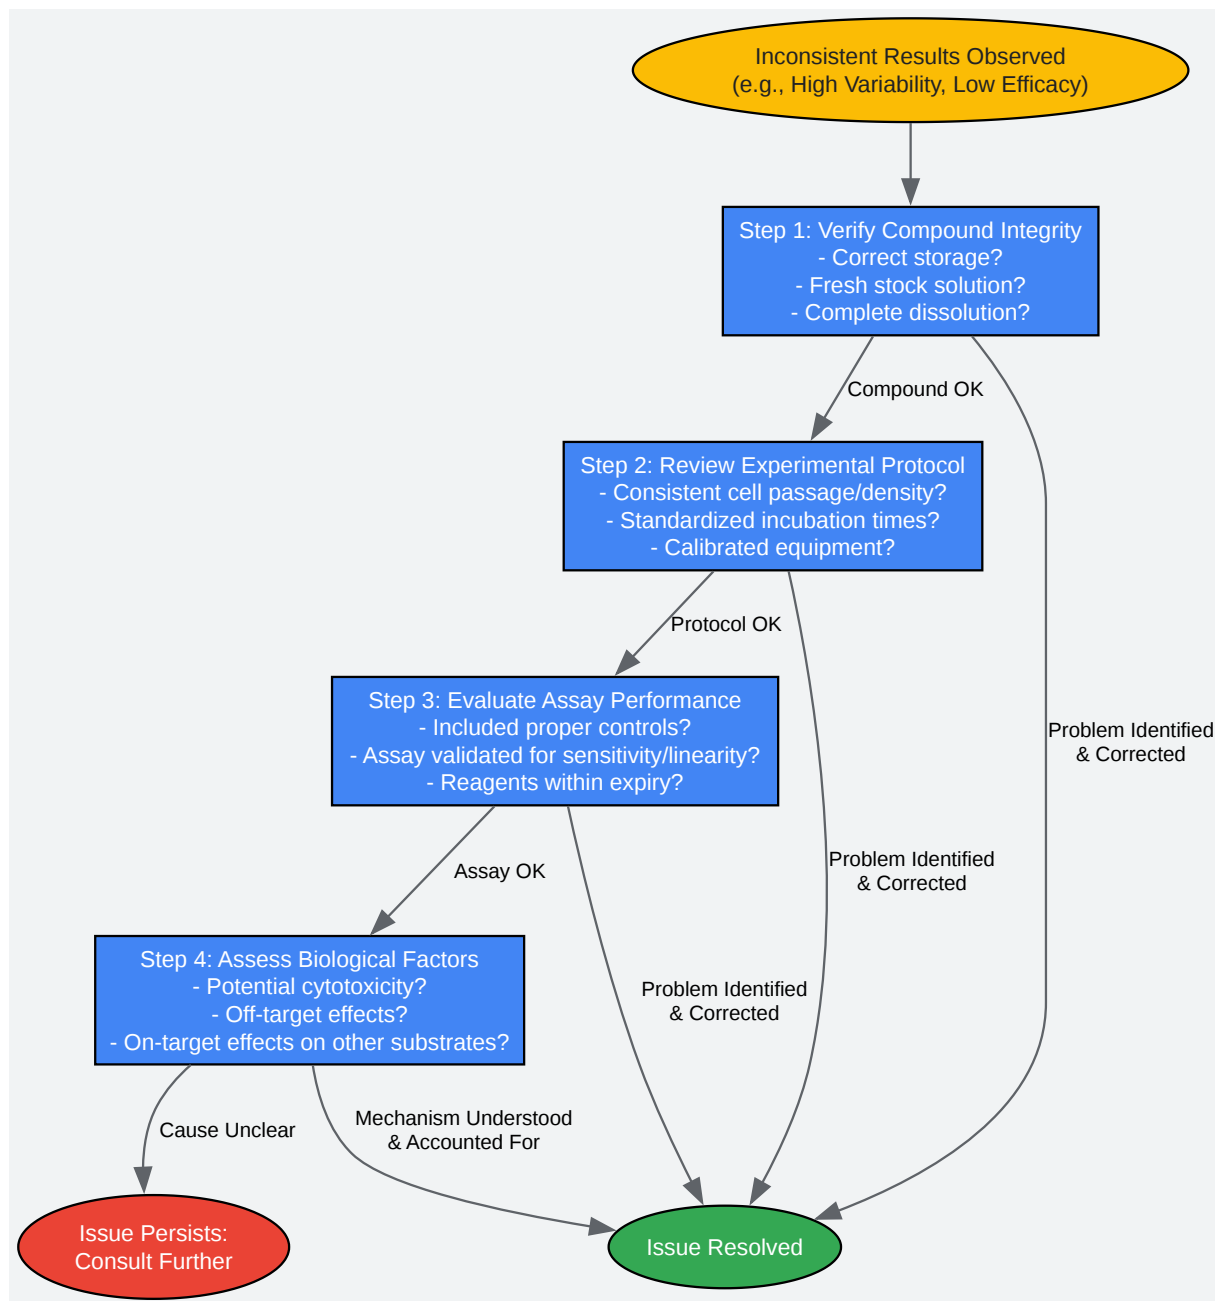 Inconsistent Results Observed
(e.g., High Variability, Low Efficacy)
Step 1: Verify Compound Integrity
- Correct storage?
- Fresh stock solution?
- Complete dissolution?
Compound OK
Step 2: Review Experimental Protocol
- Consistent cell passage/density?
- Standardized incubation times?
- Calibrated equipment?
Protocol OK
Step 3: Evaluate Assay Performance
- Included proper controls?
- Assay validated for sensitivity/linearity?
- Reagents within expiry?
Problem Identified
& Corrected
Problem Identified
& Corrected
Assay OK
Step 4: Assess Biological Factors
- Potential cytotoxicity?
- Off-target effects?
- On-target effects on other substrates?
Problem Identified
& Corrected
Cause Unclear
Mechanism Understood
& Accounted For
Issue Persists:
Consult Further
Issue Resolved